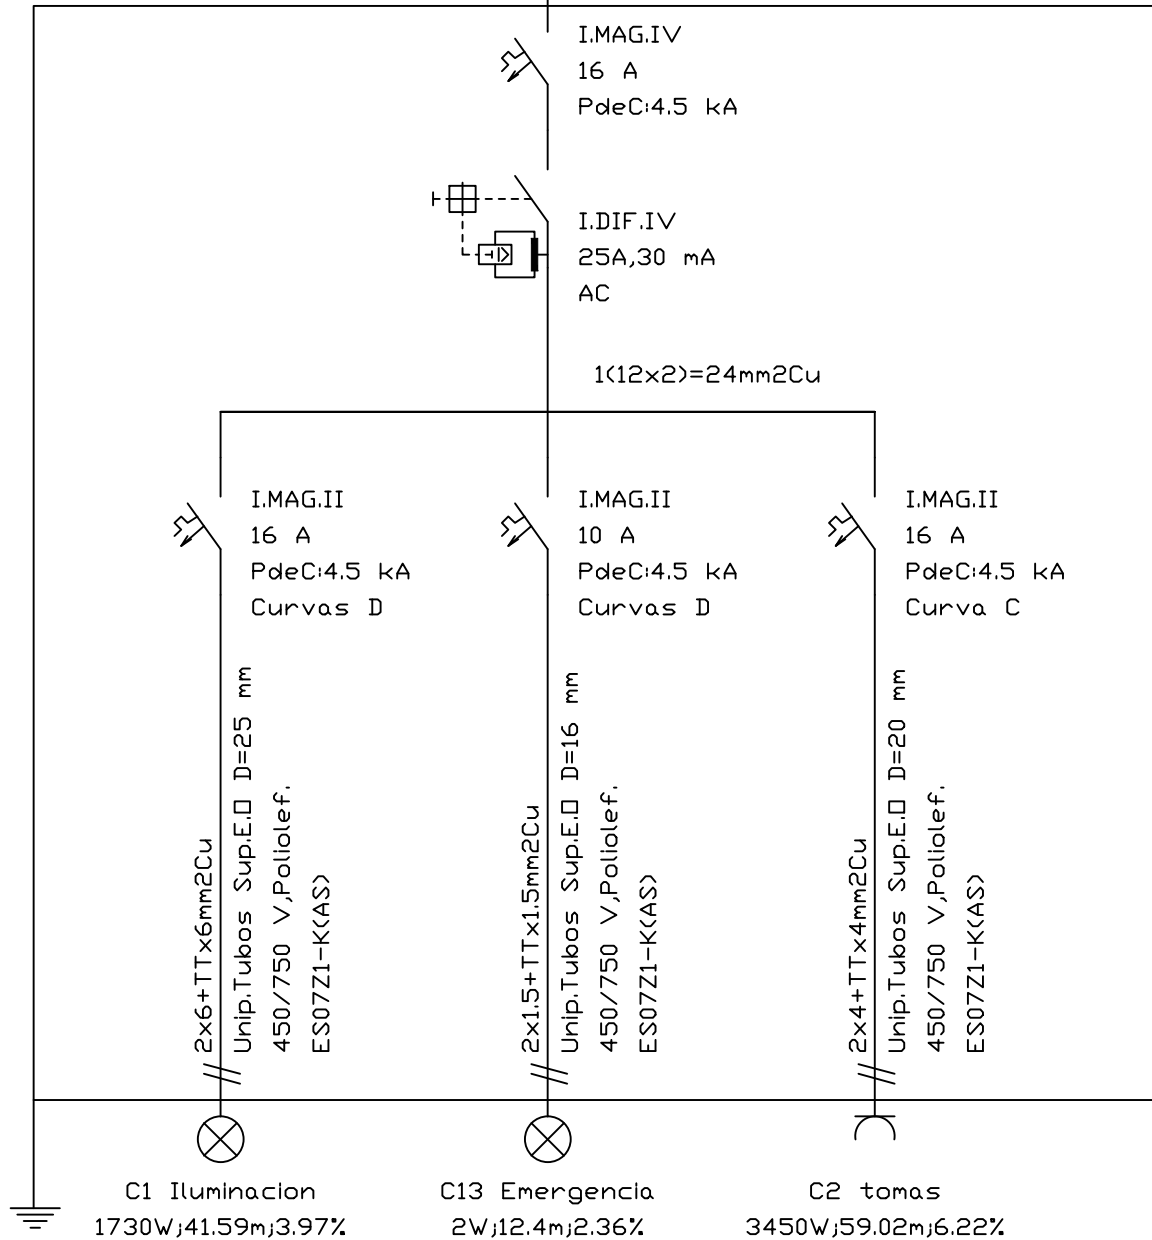 I.MAG.IV
16 A
PdeC:4.5 kA
I.DIF.IV
25A,30 mA
AC
1(12x2)=24mm2Cu
I.MAG.II
16 A
PdeC:4.5 kA
Curvas D
I.MAG.II
10 A
PdeC:4.5 kA
Curvas D
I.MAG.II
16 A
PdeC:4.5 kA
Curva C
2x6+TTx6mm2Cu
Unip.Tubos Sup.E.O D=25 mm
450/750 V,Poliolef.
ES07Z1-K(AS)
2x1.5+TTx1.5mm2Cu
Unip.Tubos Sup.E.O D=16 mm
450/750 V,Poliolef.
ES07Z1-K(AS)
2x4+TTx4mm2Cu
Unip.Tubos Sup.E.O D=20 mm
450/750 V,Poliolef.
ES07Z1-K(AS)
C1 Iluminacion
1730W;41.59m;3.97%
C13 Emergencia
2W;12.4m;2.36%
C2 tomas
3450W;59.02m;6.22%